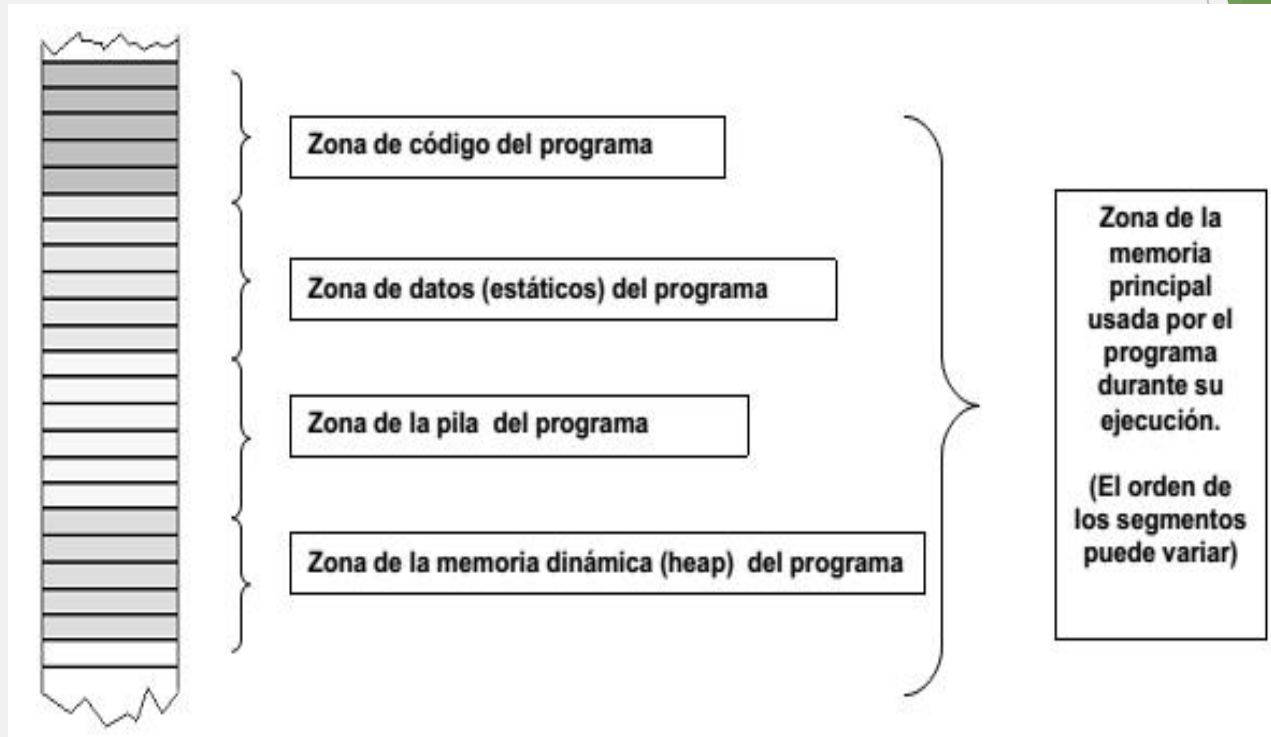 Zona de código del programa
Zona de datos (estáticos) del programa
Zona de la pila del programa
Zona de la memoria dinámica (heap) del programa
Zona de la
memoria
principal
usada por el
programa
durante su
ejecución.
(El orden de
los segmentos
puede variar)